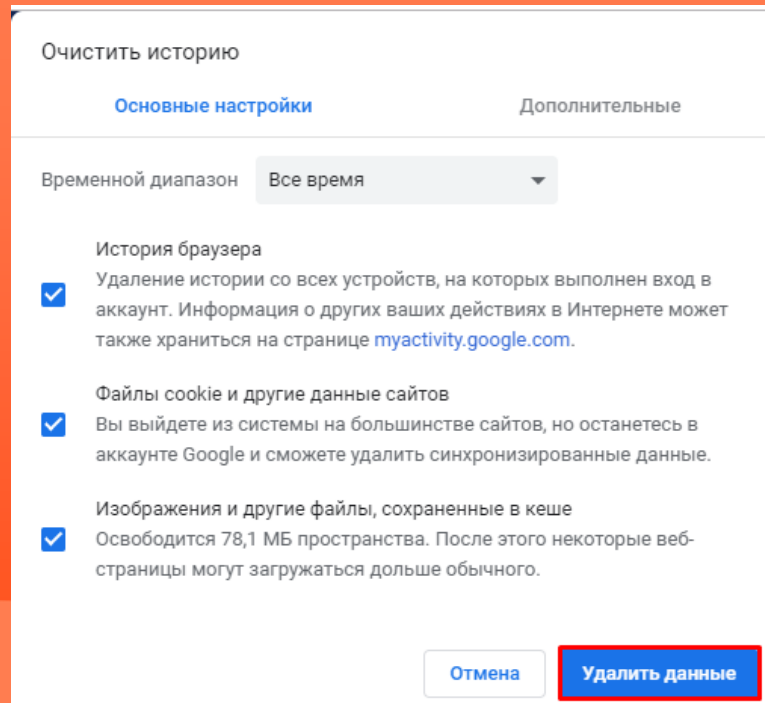 Очистить историю
Основные настройки
Дополнительные
Временной диапазон
Все время
История браузера
Удаление истории со всех устройств, на которых выполнен вход в
аккаунт. Информация о других ваших действиях в Интернете может
также храниться на странице myactivity.google.com.
Файлы cookie и другие данные сайтов
Вы выйдете из системы на большинстве сайтов, но останетесь в
аккаунте Google и сможете удалить синхронизированные данные.
Изображения и другие файлы, сохраненные в кеше
Освободится 78,1 МБ пространства. После этого некоторые веб-
страницы могут загружаться дольше обычного.
Отмена
Удалить данные